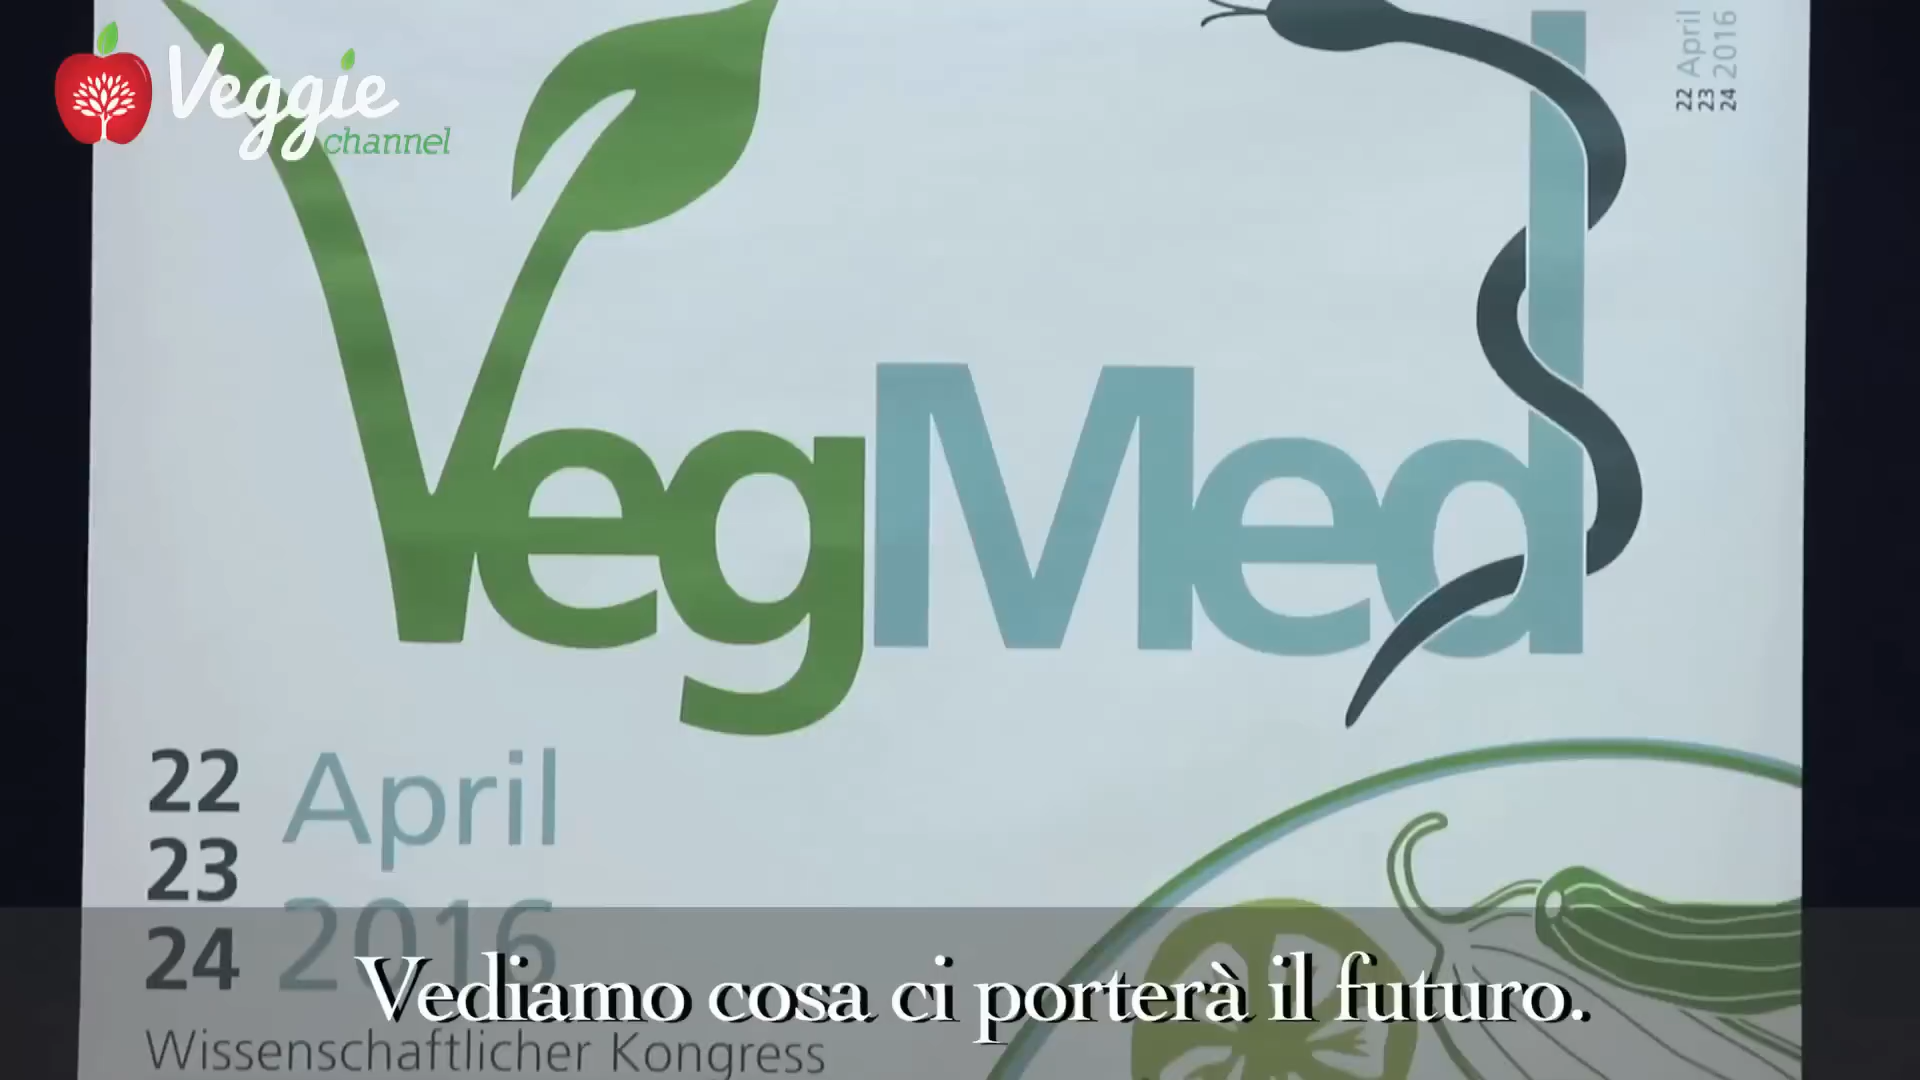 Veggie
channel
VegMed
22 April
23
24 2016
22 April
23
24 2016
Wissenschaftlicher Kongress
Vediamo cosa ci porterà il futuro.